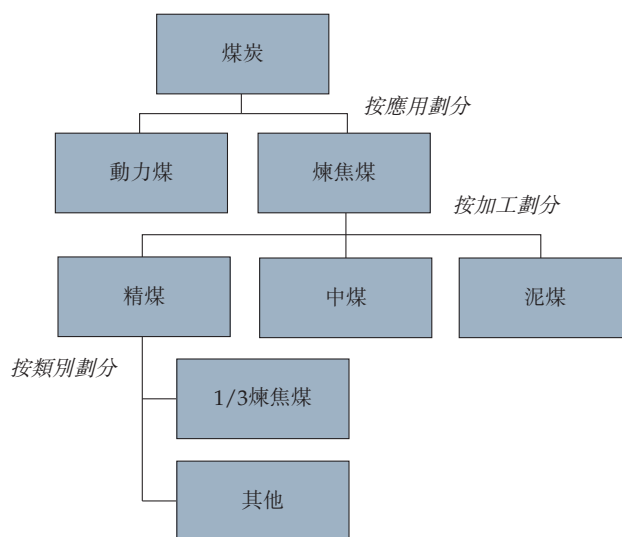 煤炭
按應用劃分
動力煤
煉焦煤
按加工劃分
精煤
中煤
泥煤
按類別劃分
1/3煉焦煤
其他